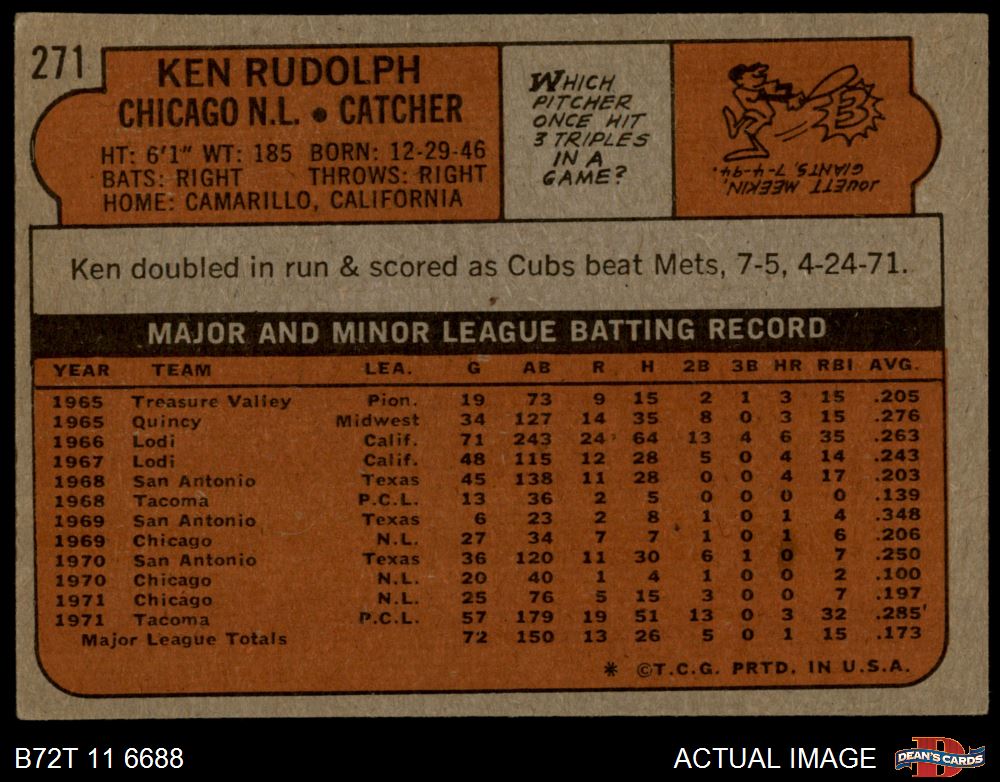 271
KEN RUDOLPH
CHICAGO N.L. • CATCHER
HT: 6'1" WT: 185 BORN: 12-29-46
BATS: RIGHT THROWS: RIGHT
HOME: CAMARILLO, CALIFORNIA
WHICH
PITCHER
ONCE HIT
3 TRIPLES
IN A
GAME?
3
JOUETT MEEKIN,
GIANTS, 7-4-94.
Ken doubled in run & scored as Cubs beat Mets, 7-5, 4-24-71.
MAJOR AND MINOR LEAGUE BATTING RECORD
YEAR TEAM LEA. G AB R H 2B 3B HR RBI AVG.
1965 Treasure Valley Pion. 19 73 9 15 2 1 3 15 .205
1965 Quincy Midwest 34 127 14 35 8 0 3 15 .276
1966 Lodi Calif. 71 243 24 64 13 4 6 35 .263
1967 Lodi Calif. 48 115 12 28 5 0 4 14 .243
1968 San Antonio Texas 45 138 11 28 0 0 4 17 .203
1968 Tacoma P.C.L. 13 36 2 5 0 0 0 0 .139
1969 San Antonio Texas 6 23 2 8 1 0 1 4 .348
1969 Chicago N.L. 27 34 7 7 1 0 1 6 .206
1970 San Antonio Texas 36 120 11 30 6 1 0 7 .250
1970 Chicago N.L. 20 40 1 4 1 0 0 2 .100
1971 Chicago N.L. 25 76 5 15 3 0 0 7 .197
1971 Tacoma P.C.L. 57 179 19 51 13 0 3 32 .285
Major League Totals 72 150 13 26 5 0 1 15 .173
* ©T.C.G. PRTD. IN U.S.A.
B72T 11 6688
ACTUAL IMAGE
D
DEAN'S CARDS